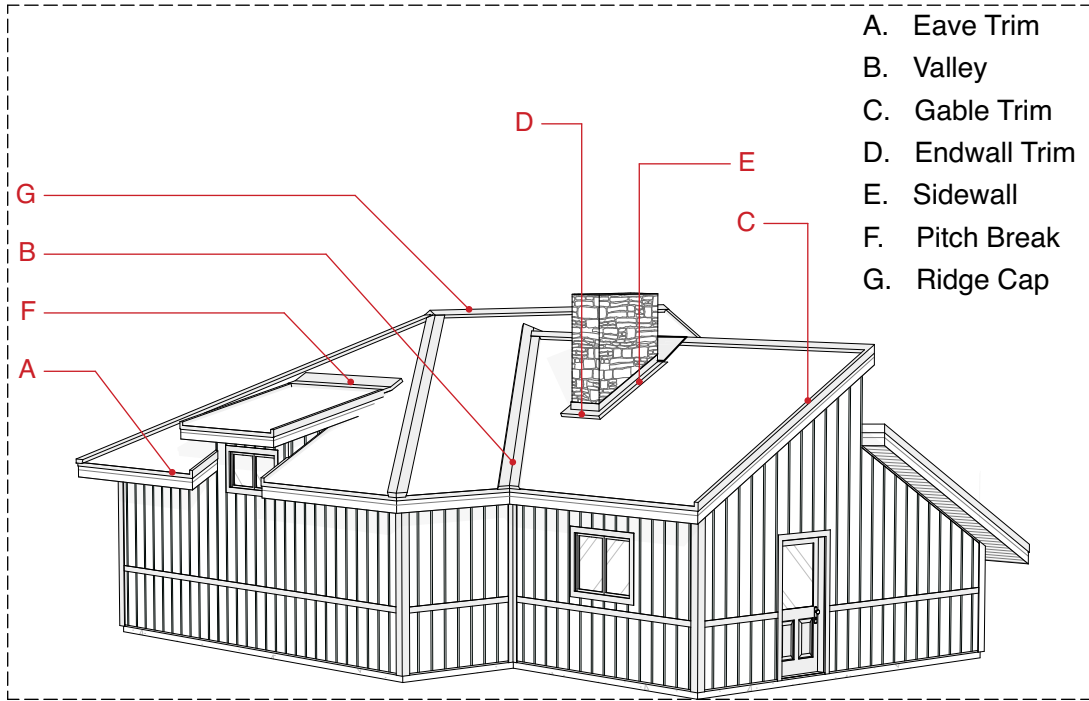 A. Eave Trim
B. Valley
C. Gable Trim
D. Endwall Trim
E. Sidewall
F. Pitch Break
G. Ridge Cap
D
E
G
C
B
F
A